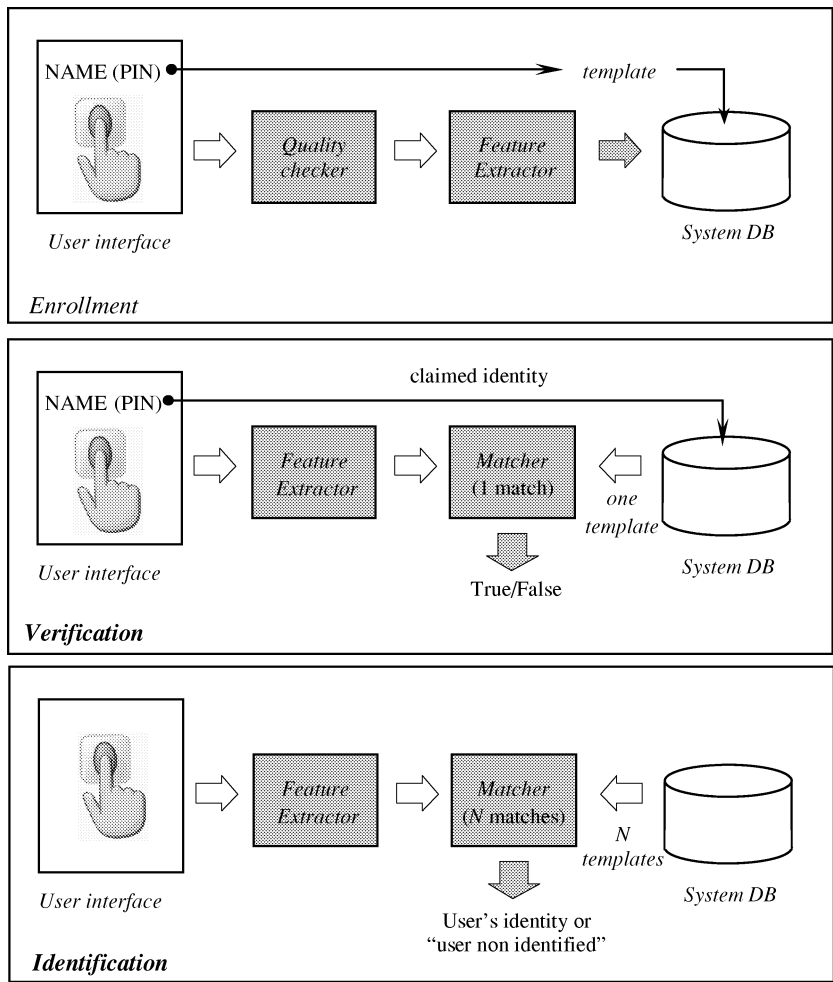 NAME (PIN)
template
Quality
checker
Feature
Extractor
User interface
System DB
Enrollment
claimed identity
NAME (PIN)
Feature
Extractor
Matcher
(1 match)
one
template
User interface
System DB
True/False
Verification
Feature
Extractor
Matcher
(N matches)
N
templates
User interface
System DB
User's identity or
“user non identified”
Identification